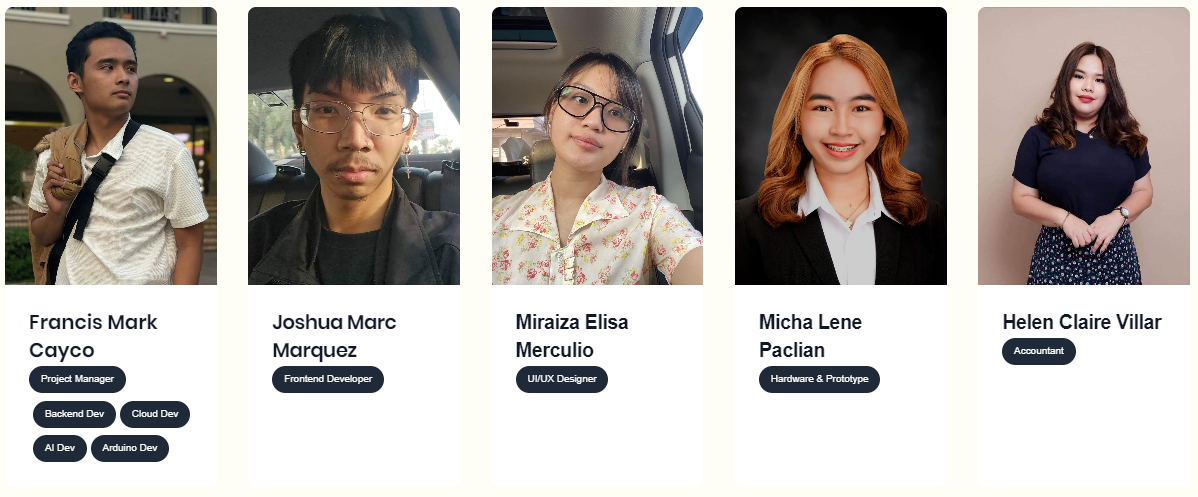 Francis Mark
Cayco
Project Manager
Backend Dev Cloud Dev
AI Dev Arduino Dev
Joshua Marc
Marquez
Frontend Developer
Miraiza Elisa
Merculio
UI/UX Designer
Micha Lene
Paclian
Hardware & Prototype
Helen Claire Villar
Accountant